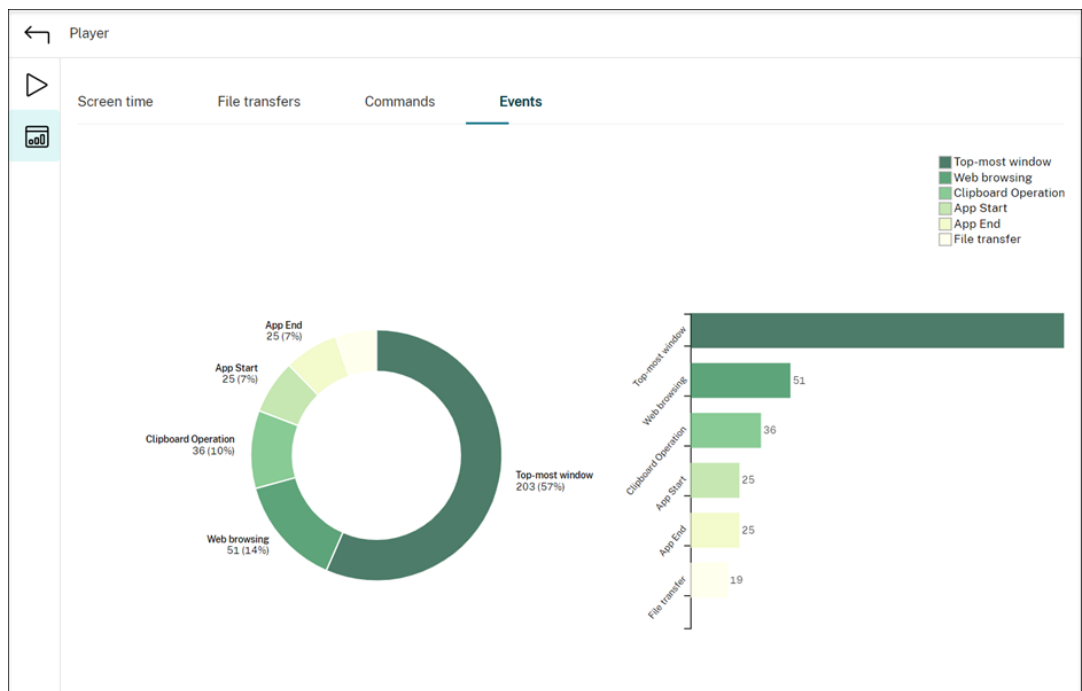 Player
Screen time
File transfers
Commands
Events
Top-most window
Web browsing
Clipboard Operation
App Start
App End
File transfer
App End
25 (7%)
App Start
25 (7%)
Clipboard Operation
36 (10%)
Web browsing
51 (14%)
Top-most window
203 (57%)
Top-most window
Web browsing
51
Clipboard Operation
36
App Start
25
App End
25
File transfer
19